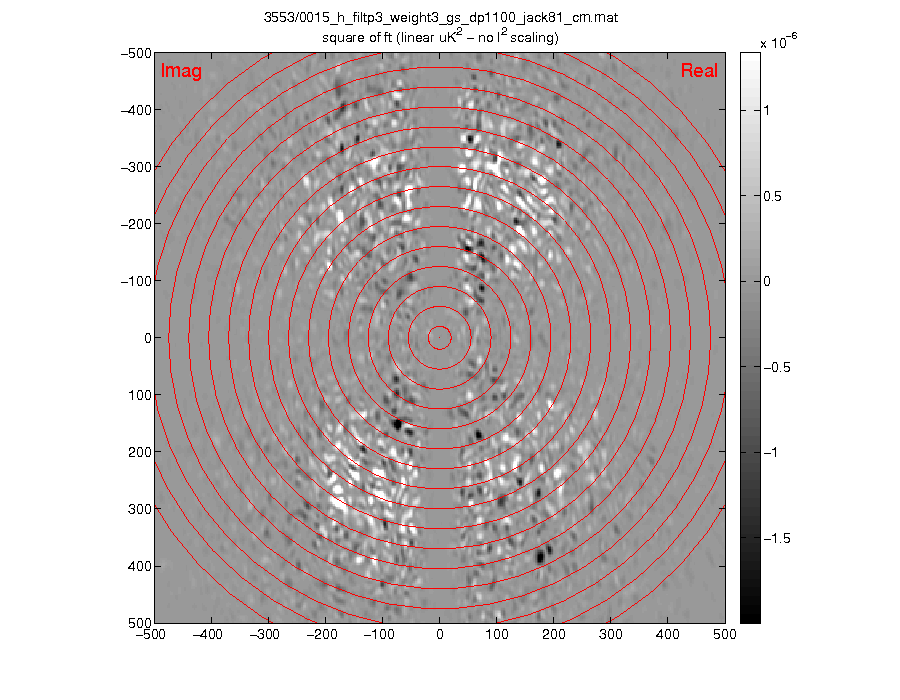 3553/0015_h_filtp3_weight3_gs_dp1100_jack81_cm.mat
square of ft (linear uK² – no l² scaling)
x 10⁻⁶
Imag
Real
−500
−400
−300
−200
−100
0
100
200
300
400
500
−500 −400 −300 −200 −100 0 100 200 300 400 500
1
0.5
0
−0.5
−1
−1.5